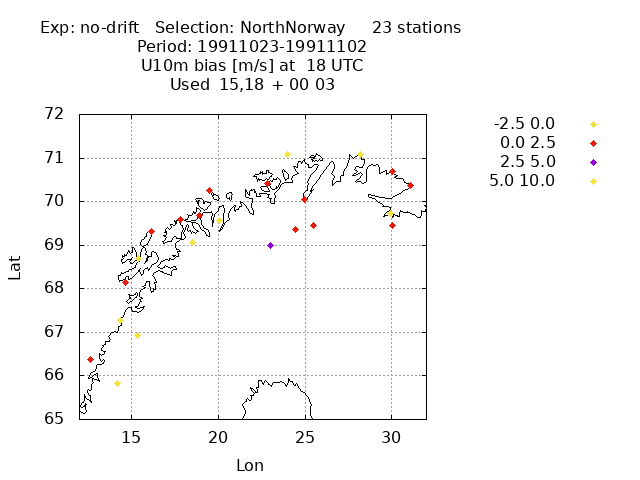 Exp: no-drift   Selection: NorthNorway     23 stations
Period: 19911023-19911102
U10m bias [m/s] at  18 UTC
Used  15,18 + 00 03
-2.5 0.0
0.0 2.5
2.5 5.0
5.0 10.0
72
71
70
69
68
67
66
65
15 20 25 30
Lat
Lon